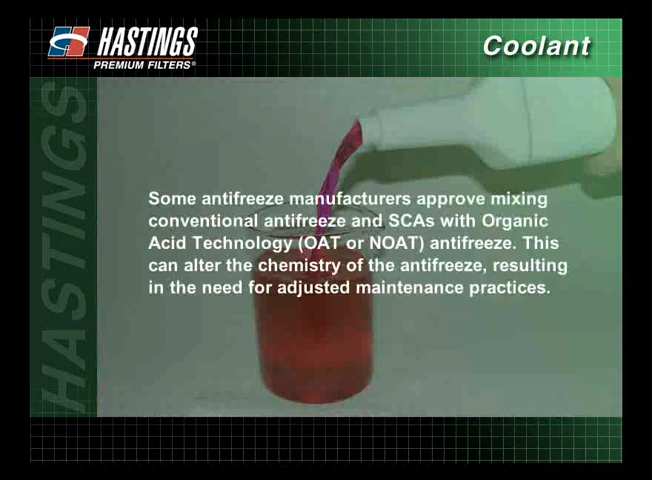 HASTINGS
PREMIUM FILTERS®
Coolant
HASTINGS
Some antifreeze manufacturers approve mixing
conventional antifreeze and SCAs with Organic
Acid Technology (OAT or NOAT) antifreeze. This
can alter the chemistry of the antifreeze, resulting
in the need for adjusted maintenance practices.